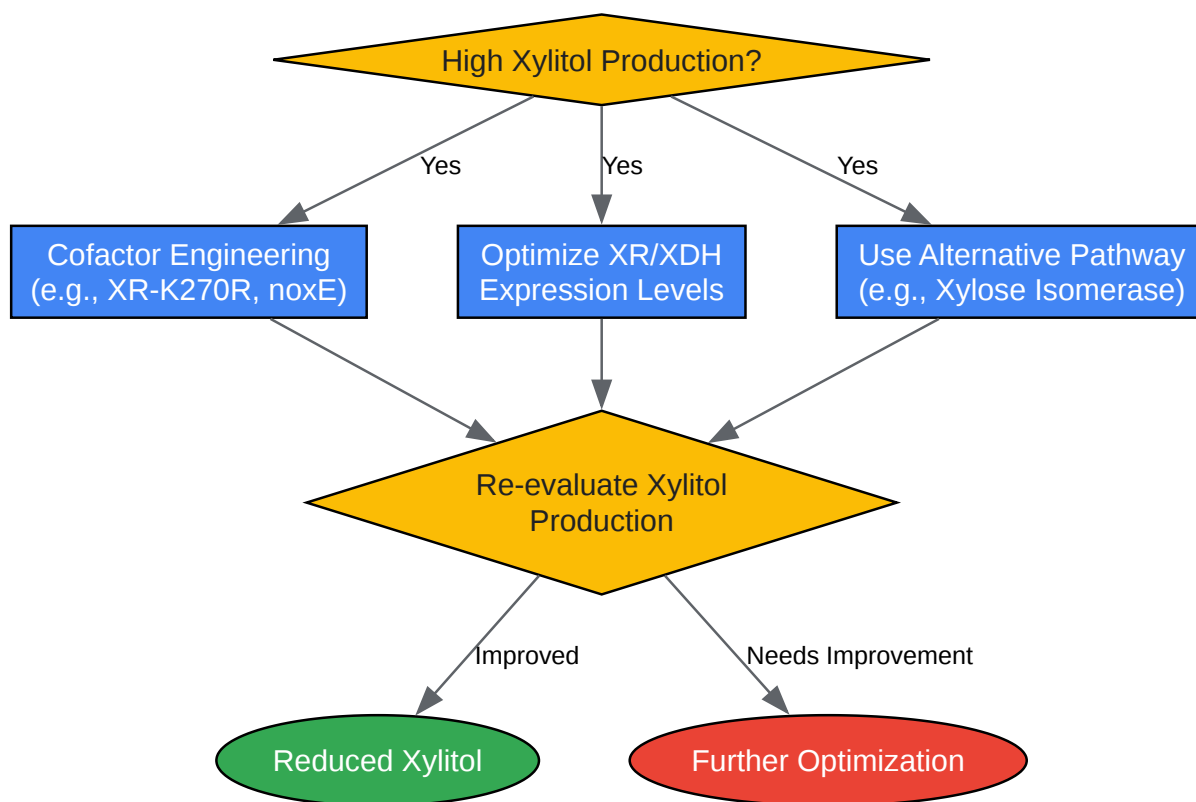 High Xylitol Production?
Yes
Yes
Yes
Cofactor Engineering
(e.g., XR-K270R, noxE)
Optimize XR/XDH
Expression Levels
Use Alternative Pathway
(e.g., Xylose Isomerase)
Re-evaluate Xylitol
Production
Improved
Needs Improvement
Reduced Xylitol
Further Optimization